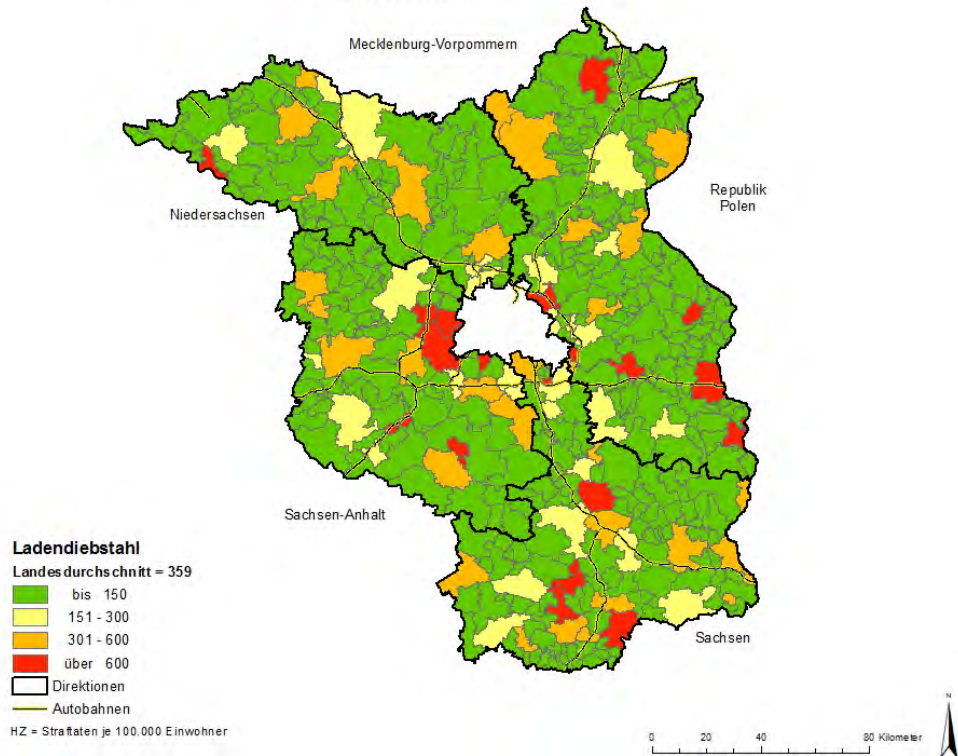 Mecklenburg-Vorpommern
Republik
Polen
Niedersachsen
Sachsen-Anhalt
Sachsen
Ladendiebstahl
Landesdurchschnitt = 359
bis 150
151 - 300
301 - 600
über 600
Direktionen
Autobahnen
HZ = Straftaten je 100.000 Einwohner
0 20 40 80 Kilometer
N